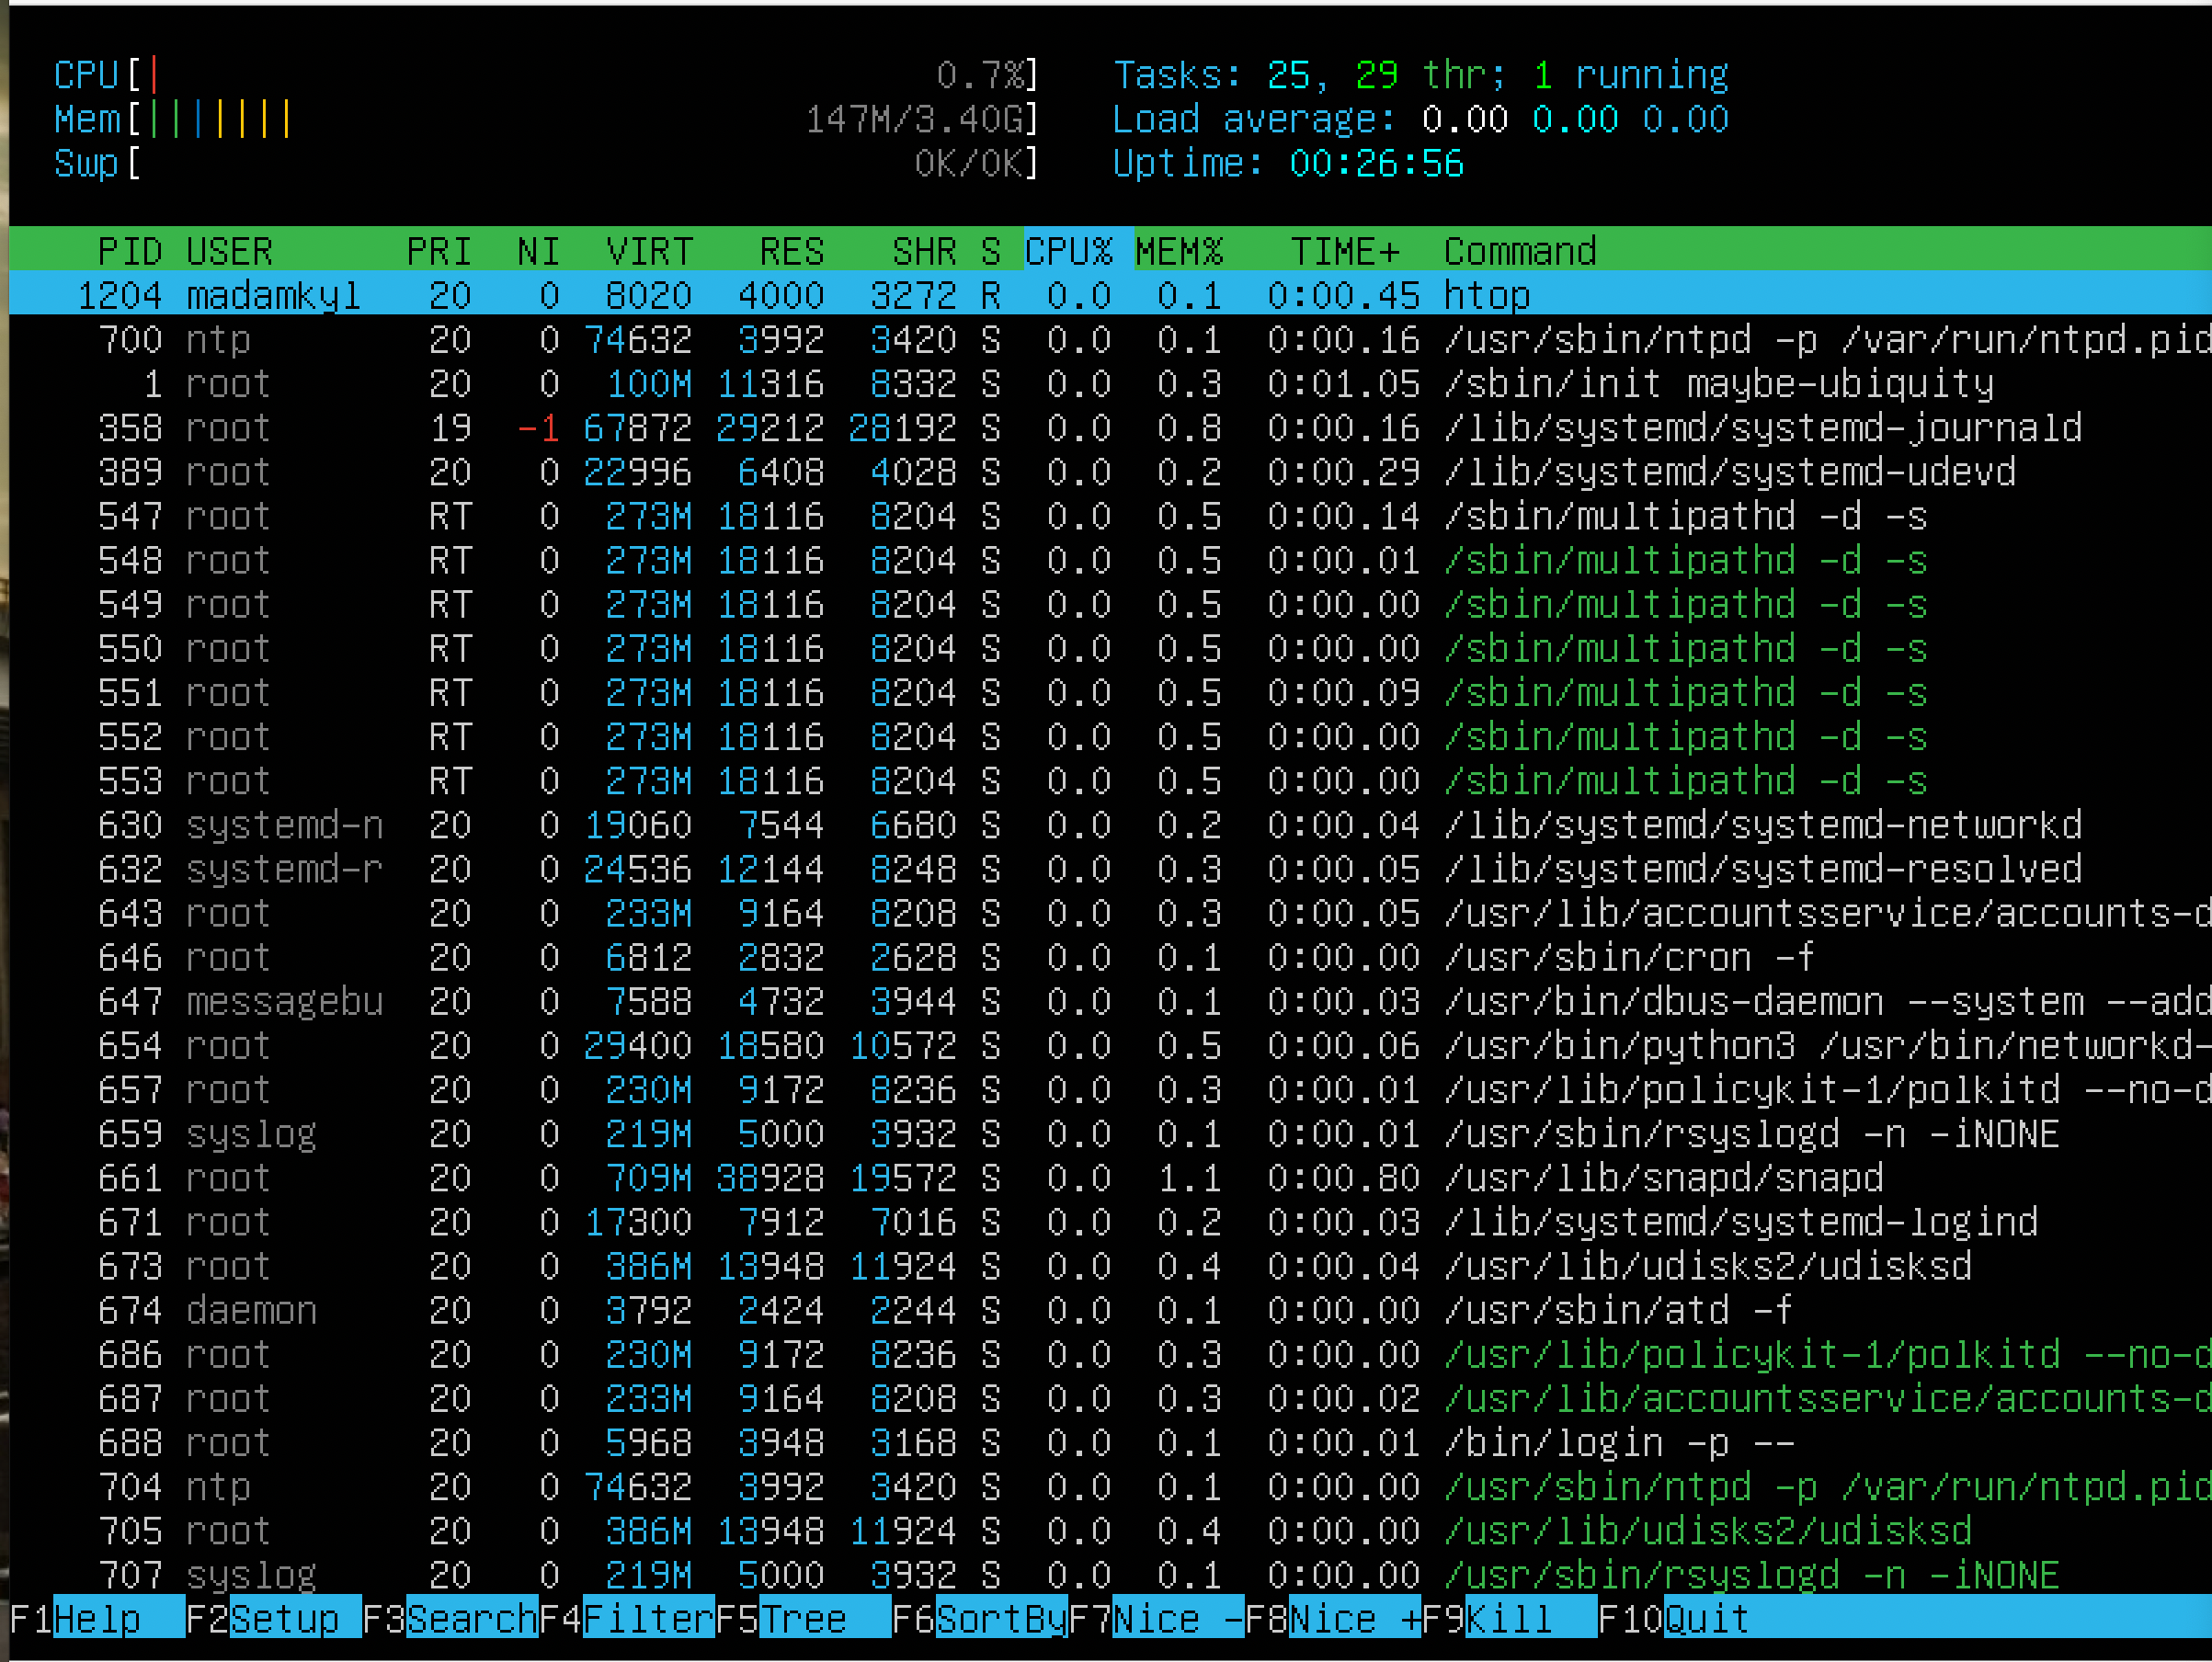 CPU[| 0.7%] Tasks: 25, 29 thr; 1 running
Mem[||||||| 147M/3.40G] Load average: 0.00 0.00 0.00
Swp[ 0K/0K] Uptime: 00:26:56
PID USER PRI NI VIRT RES SHR S CPU% MEM% TIME+ Command
1204 madamkyl 20 0 8020 4000 3272 R 0.0 0.1 0:00.45 htop
700 ntp 20 0 74632 3992 3420 S 0.0 0.1 0:00.16 /usr/sbin/ntpd -p /var/run/ntpd.pid
1 root 20 0 100M 11316 8332 S 0.0 0.3 0:01.05 /sbin/init maybe-ubiquity
358 root 19 -1 67872 29212 28192 S 0.0 0.8 0:00.16 /lib/systemd/systemd-journald
389 root 20 0 22996 6408 4028 S 0.0 0.2 0:00.29 /lib/systemd/systemd-udevd
547 root RT 0 273M 18116 8204 S 0.0 0.5 0:00.14 /sbin/multipathd -d -s
548 root RT 0 273M 18116 8204 S 0.0 0.5 0:00.01 /sbin/multipathd -d -s
549 root RT 0 273M 18116 8204 S 0.0 0.5 0:00.00 /sbin/multipathd -d -s
550 root RT 0 273M 18116 8204 S 0.0 0.5 0:00.00 /sbin/multipathd -d -s
551 root RT 0 273M 18116 8204 S 0.0 0.5 0:00.09 /sbin/multipathd -d -s
552 root RT 0 273M 18116 8204 S 0.0 0.5 0:00.00 /sbin/multipathd -d -s
553 root RT 0 273M 18116 8204 S 0.0 0.5 0:00.00 /sbin/multipathd -d -s
630 systemd-n 20 0 19060 7544 6680 S 0.0 0.2 0:00.04 /lib/systemd/systemd-networkd
632 systemd-r 20 0 24536 12144 8248 S 0.0 0.3 0:00.05 /lib/systemd/systemd-resolved
643 root 20 0 233M 9164 8208 S 0.0 0.3 0:00.05 /usr/lib/accountsservice/accounts-d
646 root 20 0 6812 2832 2628 S 0.0 0.1 0:00.00 /usr/sbin/cron -f
647 messagebu 20 0 7588 4732 3944 S 0.0 0.1 0:00.03 /usr/bin/dbus-daemon --system --add
654 root 20 0 29400 18580 10572 S 0.0 0.5 0:00.06 /usr/bin/python3 /usr/bin/networkd-
657 root 20 0 230M 9172 8236 S 0.0 0.3 0:00.01 /usr/lib/policykit-1/polkitd --no-d
659 syslog 20 0 219M 5000 3932 S 0.0 0.1 0:00.01 /usr/sbin/rsyslogd -n -iNONE
661 root 20 0 709M 38928 19572 S 0.0 1.1 0:00.80 /usr/lib/snapd/snapd
671 root 20 0 17300 7912 7016 S 0.0 0.2 0:00.03 /lib/systemd/systemd-logind
673 root 20 0 386M 13948 11924 S 0.0 0.4 0:00.04 /usr/lib/udisks2/udisksd
674 daemon 20 0 3792 2424 2244 S 0.0 0.1 0:00.00 /usr/sbin/atd -f
686 root 20 0 230M 9172 8236 S 0.0 0.3 0:00.00 /usr/lib/policykit-1/polkitd --no-d
687 root 20 0 233M 9164 8208 S 0.0 0.3 0:00.02 /usr/lib/accountsservice/accounts-d
688 root 20 0 5968 3948 3168 S 0.0 0.1 0:00.01 /bin/login -p --
704 ntp 20 0 74632 3992 3420 S 0.0 0.1 0:00.00 /usr/sbin/ntpd -p /var/run/ntpd.pid
705 root 20 0 386M 13948 11924 S 0.0 0.4 0:00.00 /usr/lib/udisks2/udisksd
707 syslog 20 0 219M 5000 3932 S 0.0 0.1 0:00.00 /usr/sbin/rsyslogd -n -iNONE
F1Help F2Setup F3SearchF4FilterF5Tree F6SortByF7Nice -F8Nice +F9Kill F10Quit